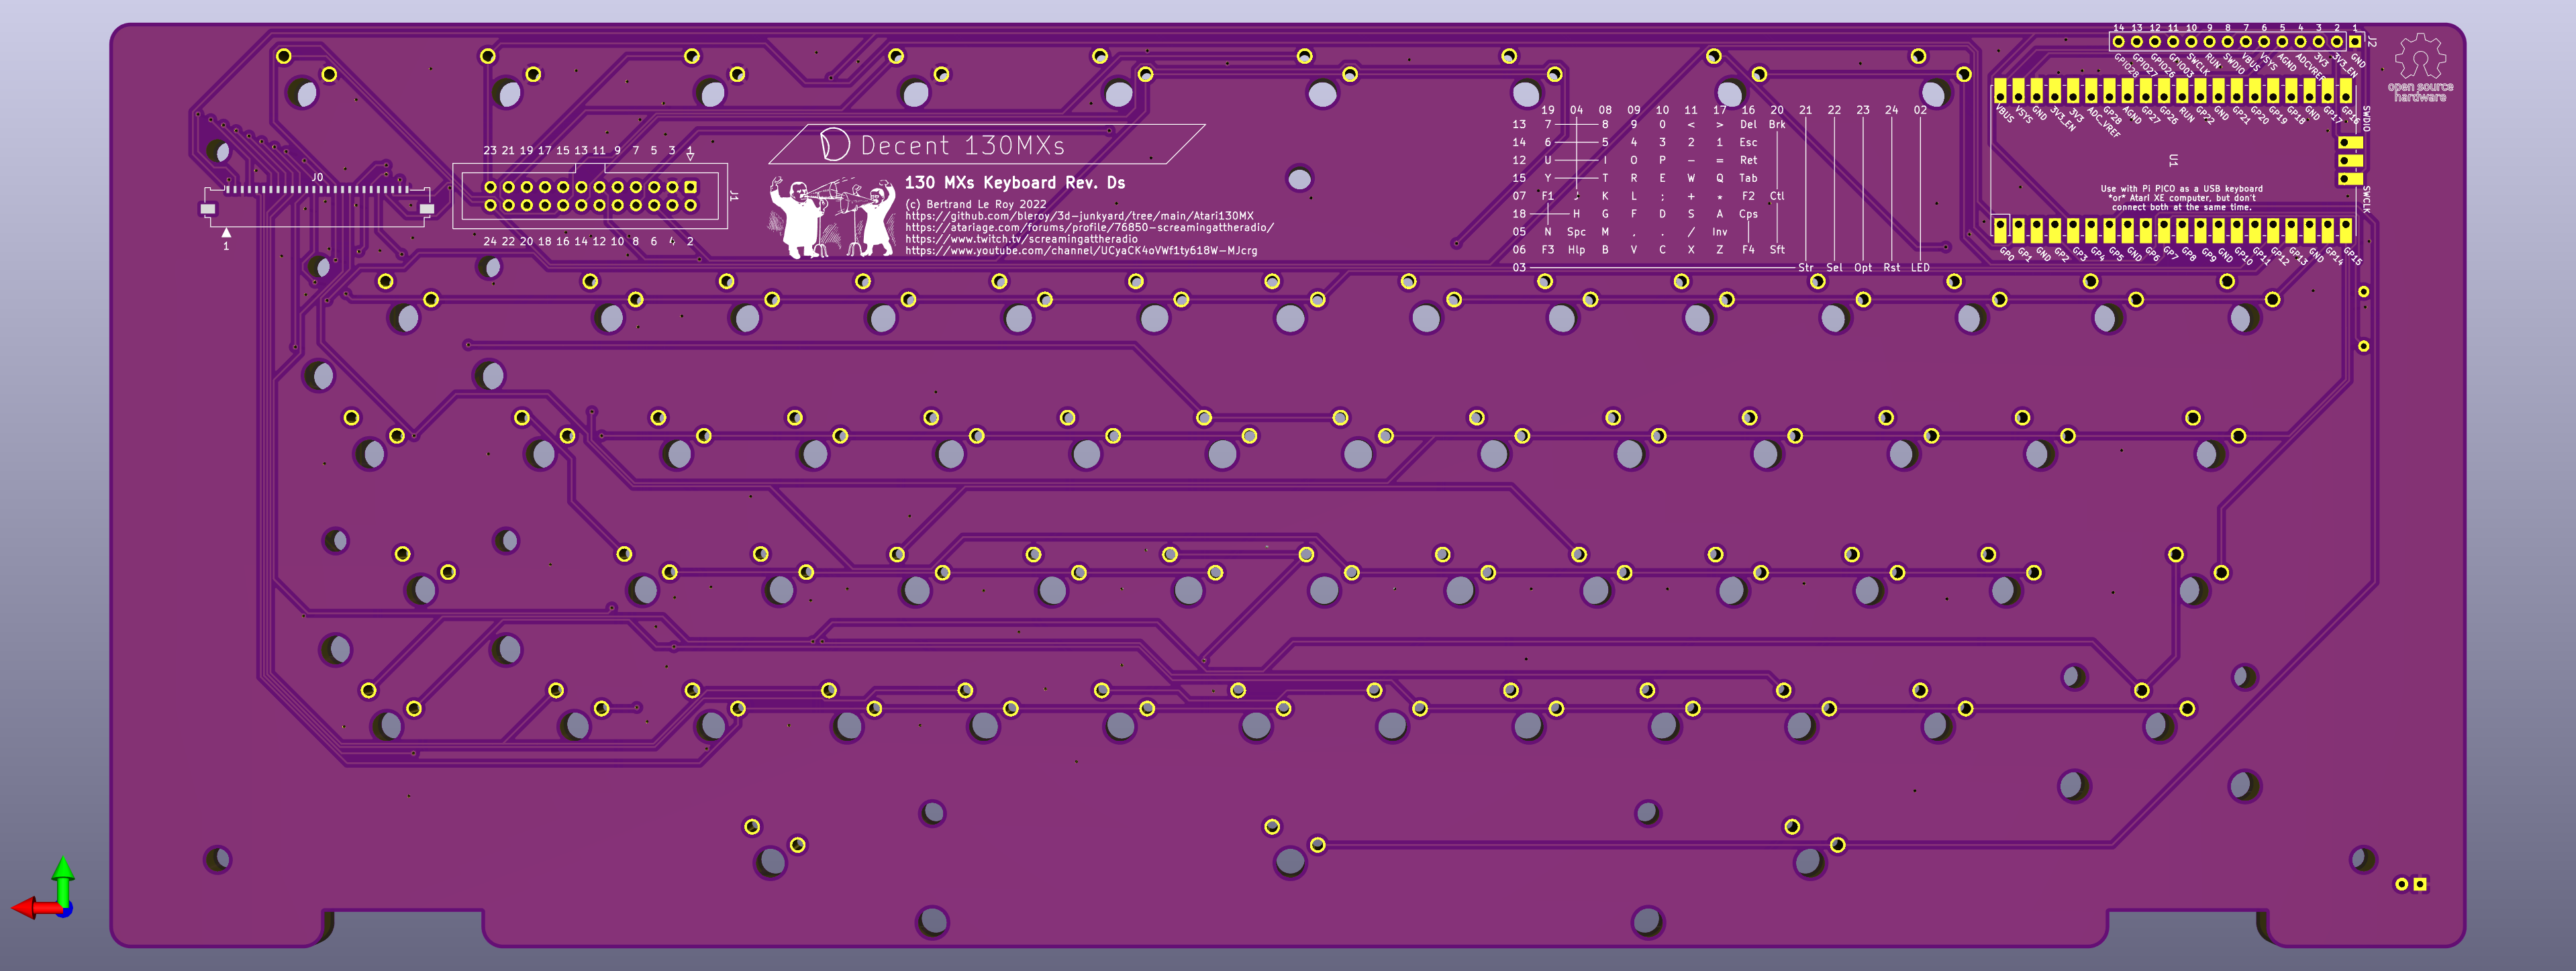 14 13 12 11 10 9 8 7 6 5 4 3 2 1
J2
GPIO28 GPIO27 GPIO26 GPIO03 SWCLK RUN SWDIO VBUS VSYS AGND ADCVREF 3V3 3V3_EN GND
open source
hardware
VBUS VSYS GND 3V3_EN 3V3 ADC_VREF GP28 AGND GP27 GP26 RUN GP22 GND GP21 GP20 GP19 GP18 GND GP17 GP16
SWDIO
U1
SWCLK
Use with Pi PICO as a USB keyboard
*or* Atari XE computer, but don't
connect both at the same time.
GP0 GP1 GND GP2 GP3 GP4 GP5 GND GP6 GP7 GP8 GP9 GND GP10 GP11 GP12 GP13 GND GP14 GP15
19 04 08 09 10 11 17 16 20 21 22 23 24 02
13 7 8 9 0 < > Del Brk
14 6 5 4 3 2 1 Esc
12 U I O P - = Ret
15 Y T R E W Q Tab
07 F1 J K L ; + * F2 Ctl
18 H G F D S A Cps
05 N Spc M , . / Inv
06 F3 Hlp B V C X Z F4 Sft
03 Str Sel Opt Rst LED
Decent 130MXs
130 MXs Keyboard Rev. Ds
(c) Bertrand Le Roy 2022
https://github.com/bleroy/3d-junkyard/tree/main/Atari130MX
https://atariage.com/forums/profile/76850-screamingattheradio/
https://www.twitch.tv/screamingattheradio
https://www.youtube.com/channel/UCyaCK4oVWf1ty618W-MJcrg
23 21 19 17 15 13 11 9 7 5 3 1
J1
24 22 20 18 16 14 12 10 8 6 4 2
J0
1